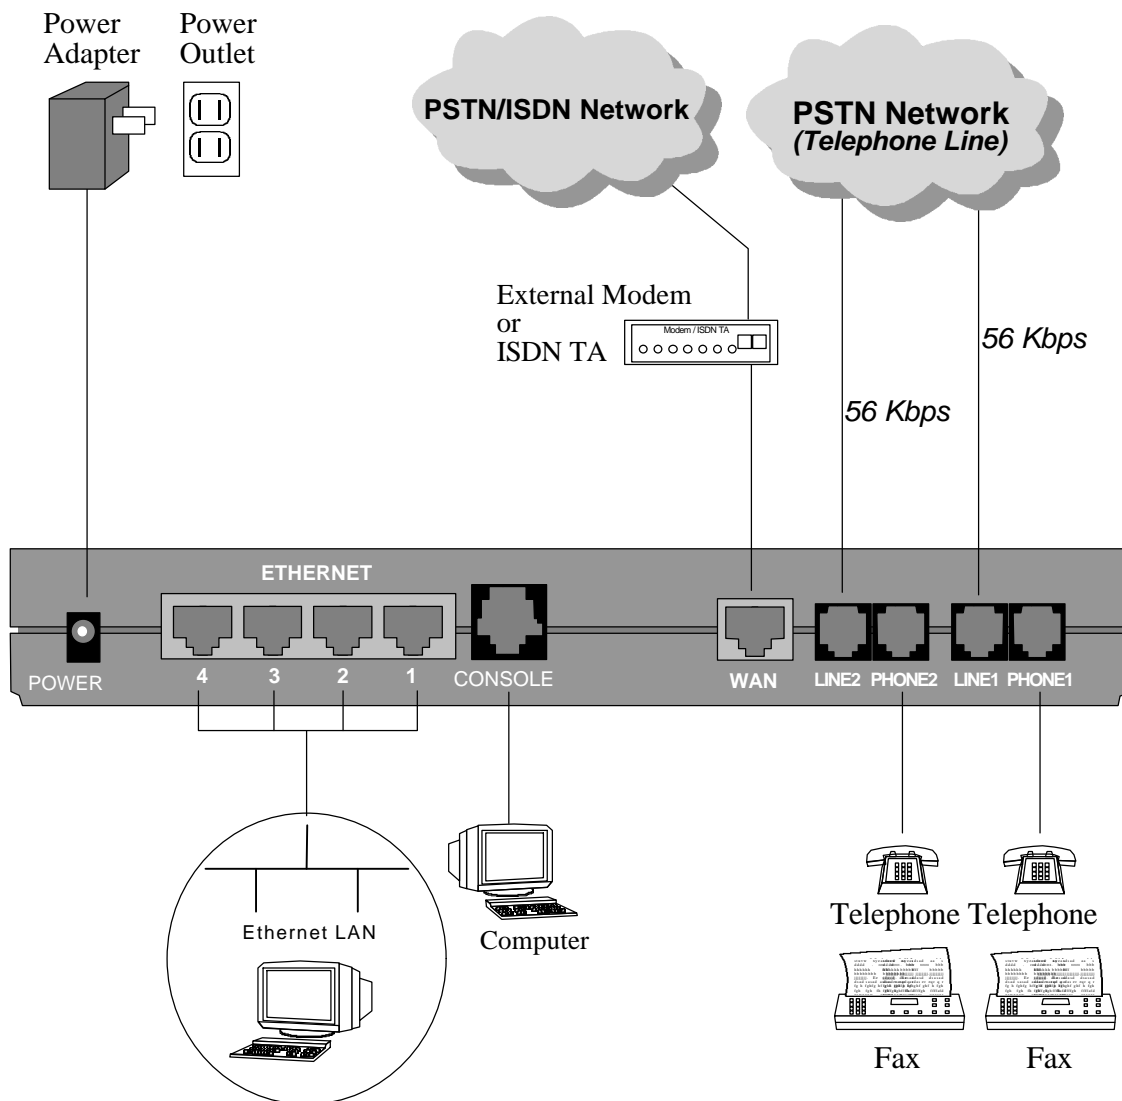 Power
Adapter
Power
Outlet
PSTN/ISDN Network
PSTN Network
(Telephone Line)
External Modem
or
ISDN TA
Modem / ISDN TA
56 Kbps
56 Kbps
ETHERNET
POWER
4
3
2
1
CONSOLE
WAN
LINE2
PHONE2
LINE1
PHONE1
Ethernet LAN
Computer
Telephone
Telephone
Fax
Fax